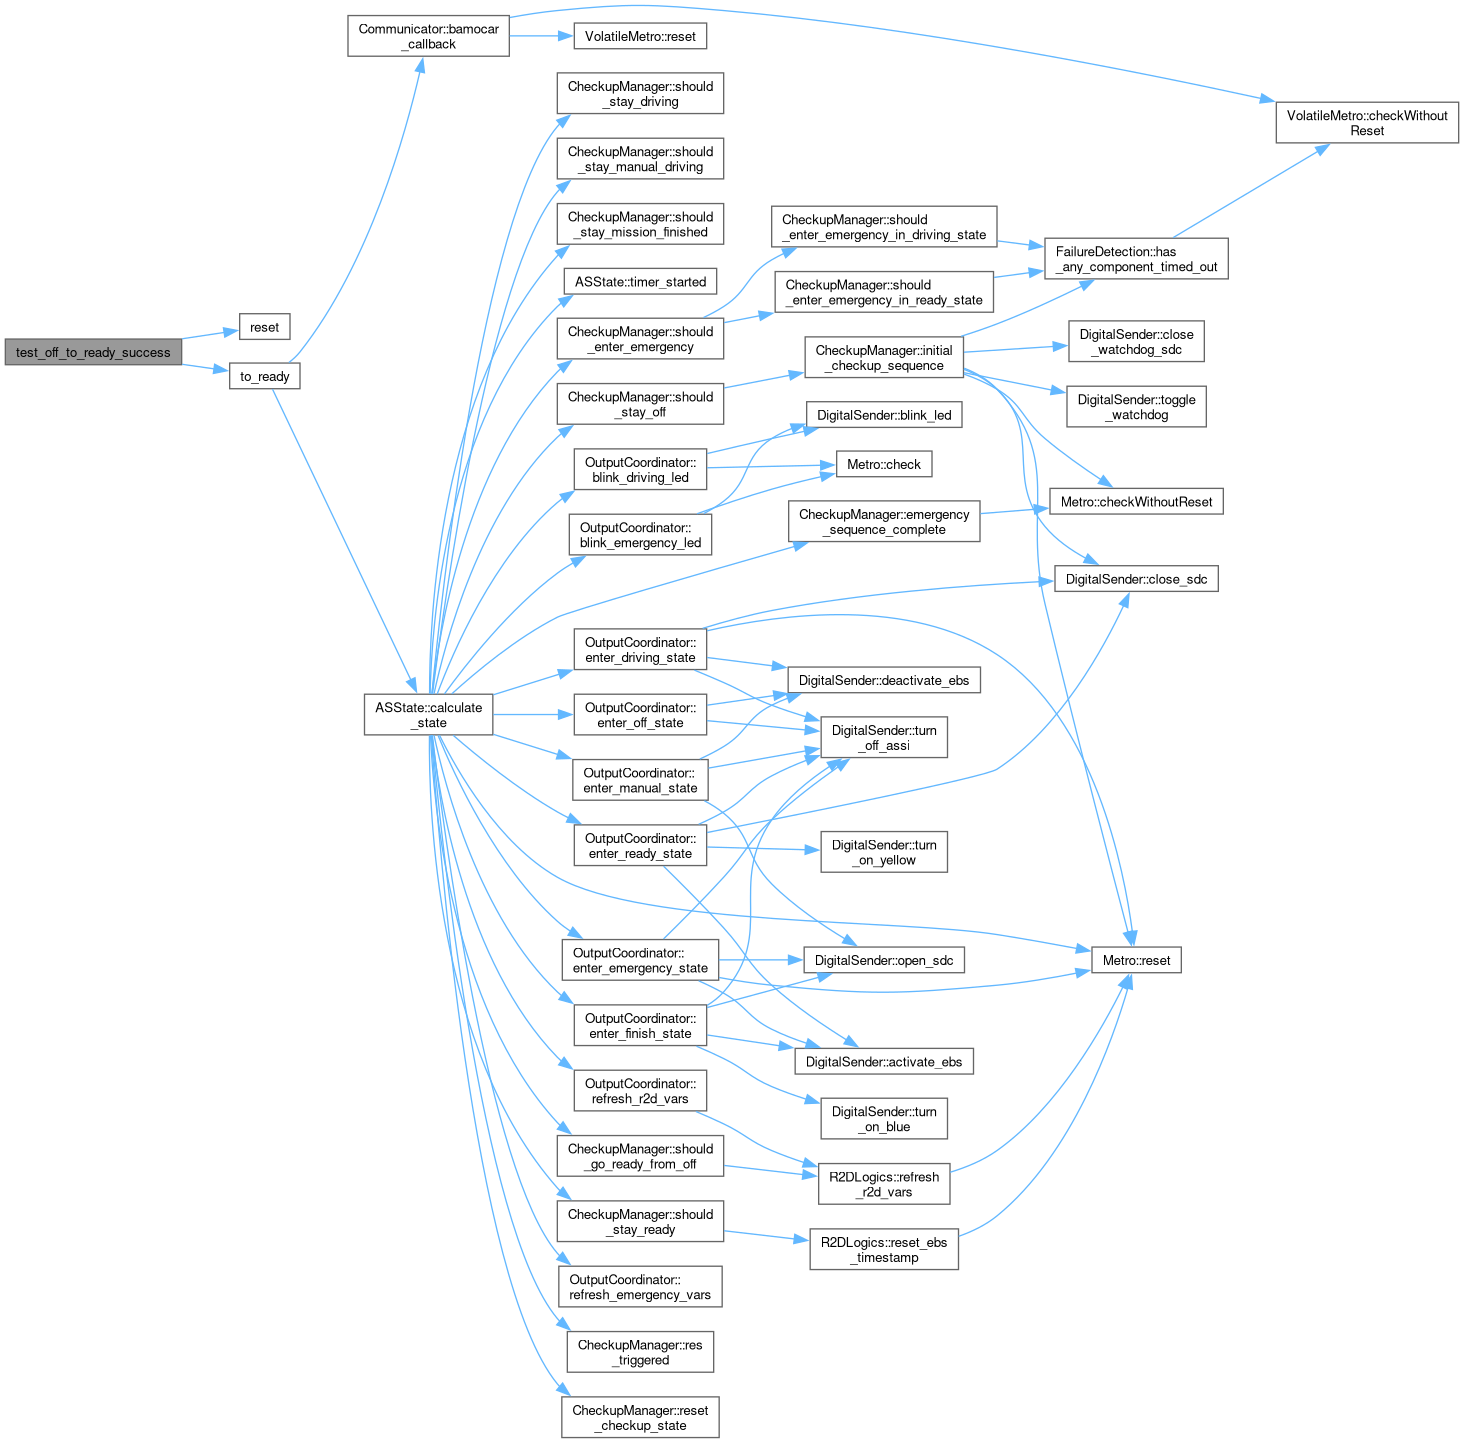 test_off_to_ready_success
reset
to_ready
Communicator::bamocar
_callback
ASState::calculate
_state
VolatileMetro::reset
CheckupManager::should
_stay_driving
CheckupManager::should
_stay_manual_driving
CheckupManager::should
_stay_mission_finished
ASState::timer_started
CheckupManager::should
_enter_emergency
CheckupManager::should
_stay_off
OutputCoordinator::
blink_driving_led
OutputCoordinator::
blink_emergency_led
OutputCoordinator::
enter_driving_state
OutputCoordinator::
enter_off_state
OutputCoordinator::
enter_manual_state
OutputCoordinator::
enter_ready_state
OutputCoordinator::
enter_emergency_state
OutputCoordinator::
enter_finish_state
OutputCoordinator::
refresh_r2d_vars
CheckupManager::should
_go_ready_from_off
CheckupManager::should
_stay_ready
OutputCoordinator::
refresh_emergency_vars
CheckupManager::res
_triggered
CheckupManager::reset
_checkup_state
CheckupManager::should
_enter_emergency_in_driving_state
CheckupManager::should
_enter_emergency_in_ready_state
CheckupManager::initial
_checkup_sequence
DigitalSender::blink_led
Metro::check
CheckupManager::emergency
_sequence_complete
DigitalSender::deactivate_ebs
DigitalSender::turn
_off_assi
DigitalSender::turn
_on_yellow
DigitalSender::open_sdc
DigitalSender::activate_ebs
DigitalSender::turn
_on_blue
R2DLogics::refresh
_r2d_vars
R2DLogics::reset_ebs
_timestamp
VolatileMetro::checkWithout
Reset
FailureDetection::has
_any_component_timed_out
DigitalSender::close
_watchdog_sdc
DigitalSender::toggle
_watchdog
Metro::checkWithoutReset
DigitalSender::close_sdc
Metro::reset